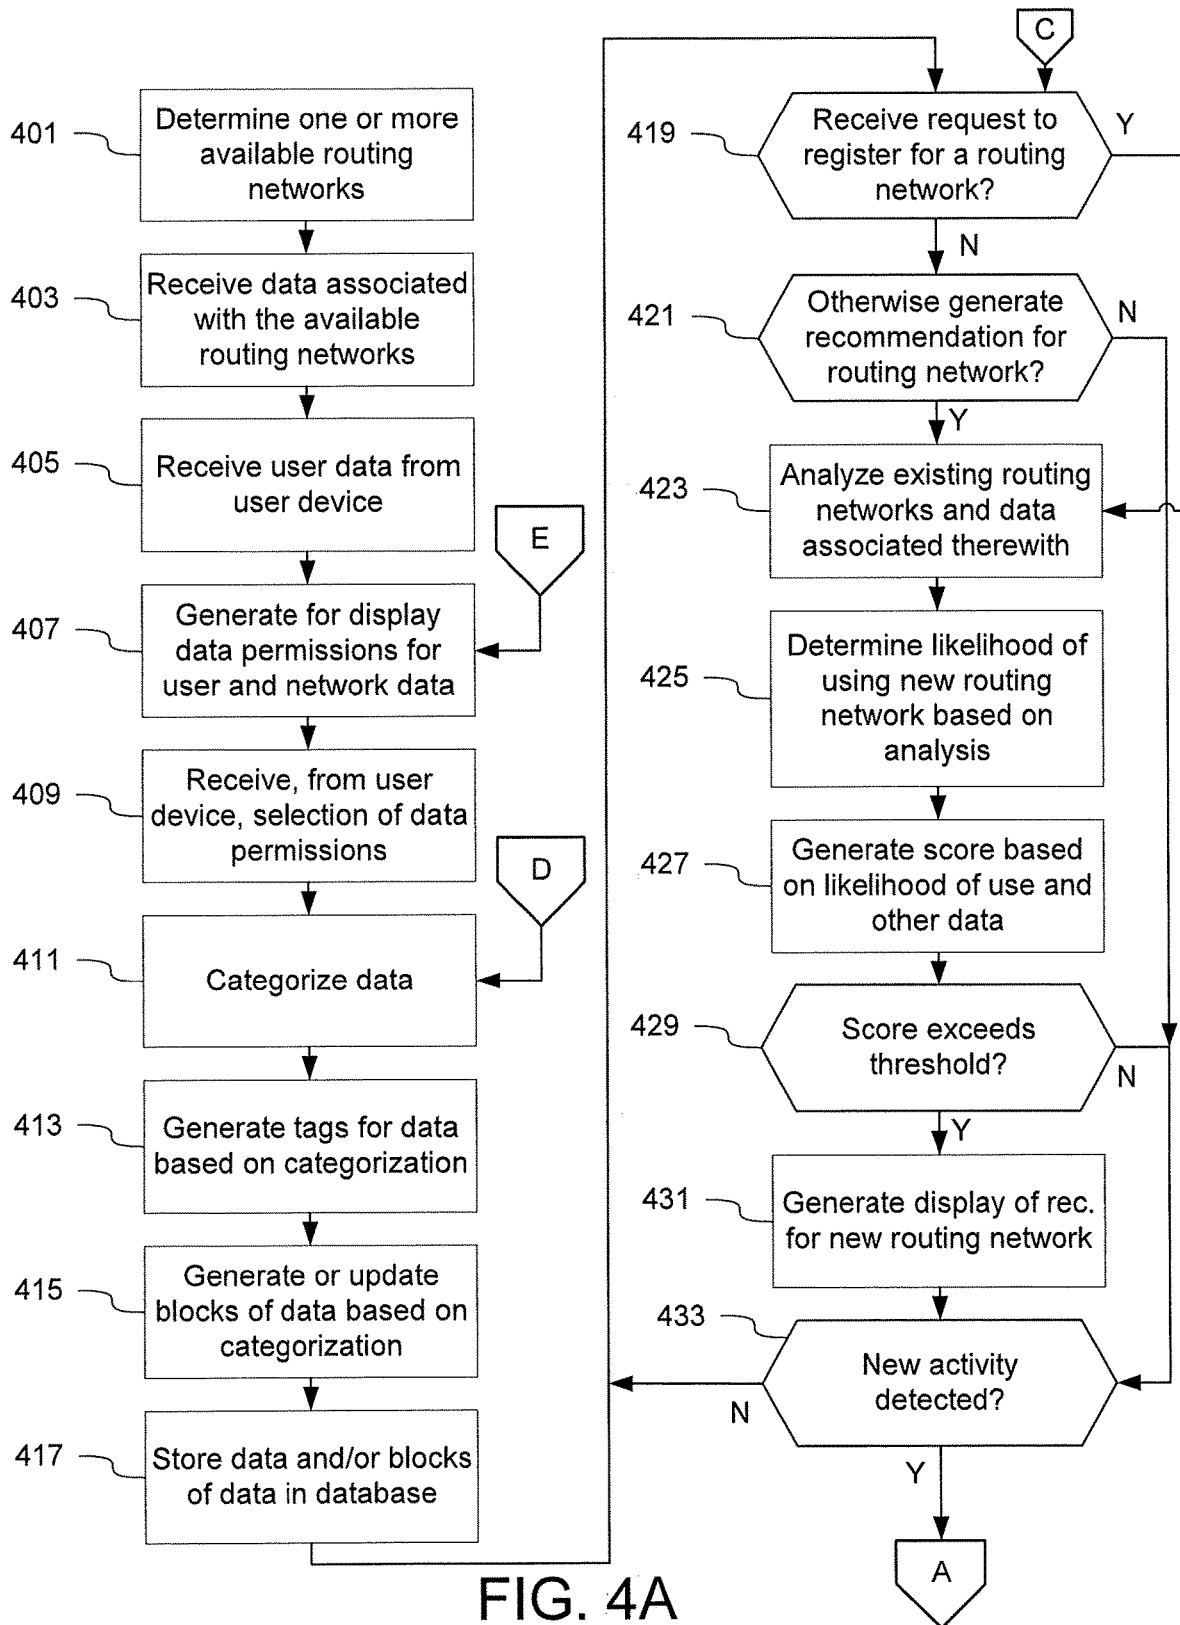 401
Determine one or more
available routing
networks
403
Receive data associated
with the available
routing networks
405
Receive user data from
user device
E
407
Generate for display
data permissions for
user and network data
409
Receive, from user
device, selection of data
permissions
D
411
Categorize data
413
Generate tags for data
based on categorization
415
Generate or update
blocks of data based on
categorization
417
Store data and/or blocks
of data in database
C
419
Receive request to
register for a routing
network?
Y
N
421
Otherwise generate
recommendation for
routing network?
N
Y
423
Analyze existing routing
networks and data
associated therewith
425
Determine likelihood of
using new routing
network based on
analysis
427
Generate score based
on likelihood of use and
other data
429
Score exceeds
threshold?
N
Y
431
Generate display of rec.
for new routing network
433
New activity
detected?
N
Y
A
FIG. 4A